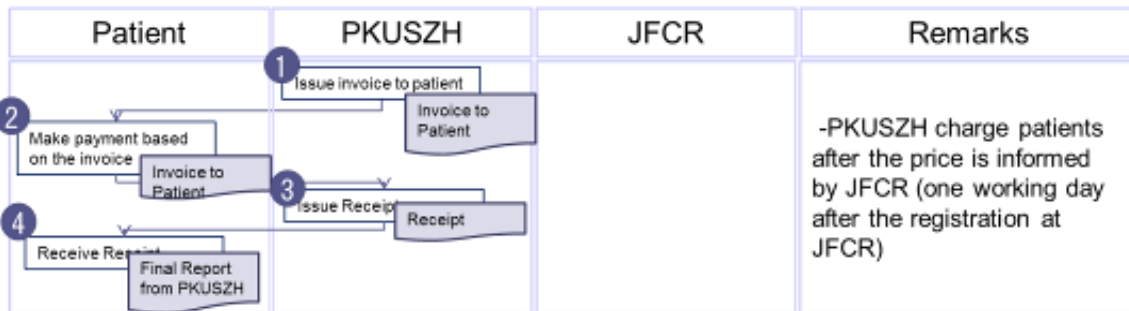 Patient
PKUSZH
JFCR
Remarks
1
Issue invoice to patient
Invoice to
Patient
2
Make payment based
on the invoice
Invoice to
Patient
3
Issue Receipt
Receipt
4
Receive Receipt
Final Report
from PKUSZH
-PKUSZH charge patients
after the price is informed
by JFCR (one working day
after the registration at
JFCR)